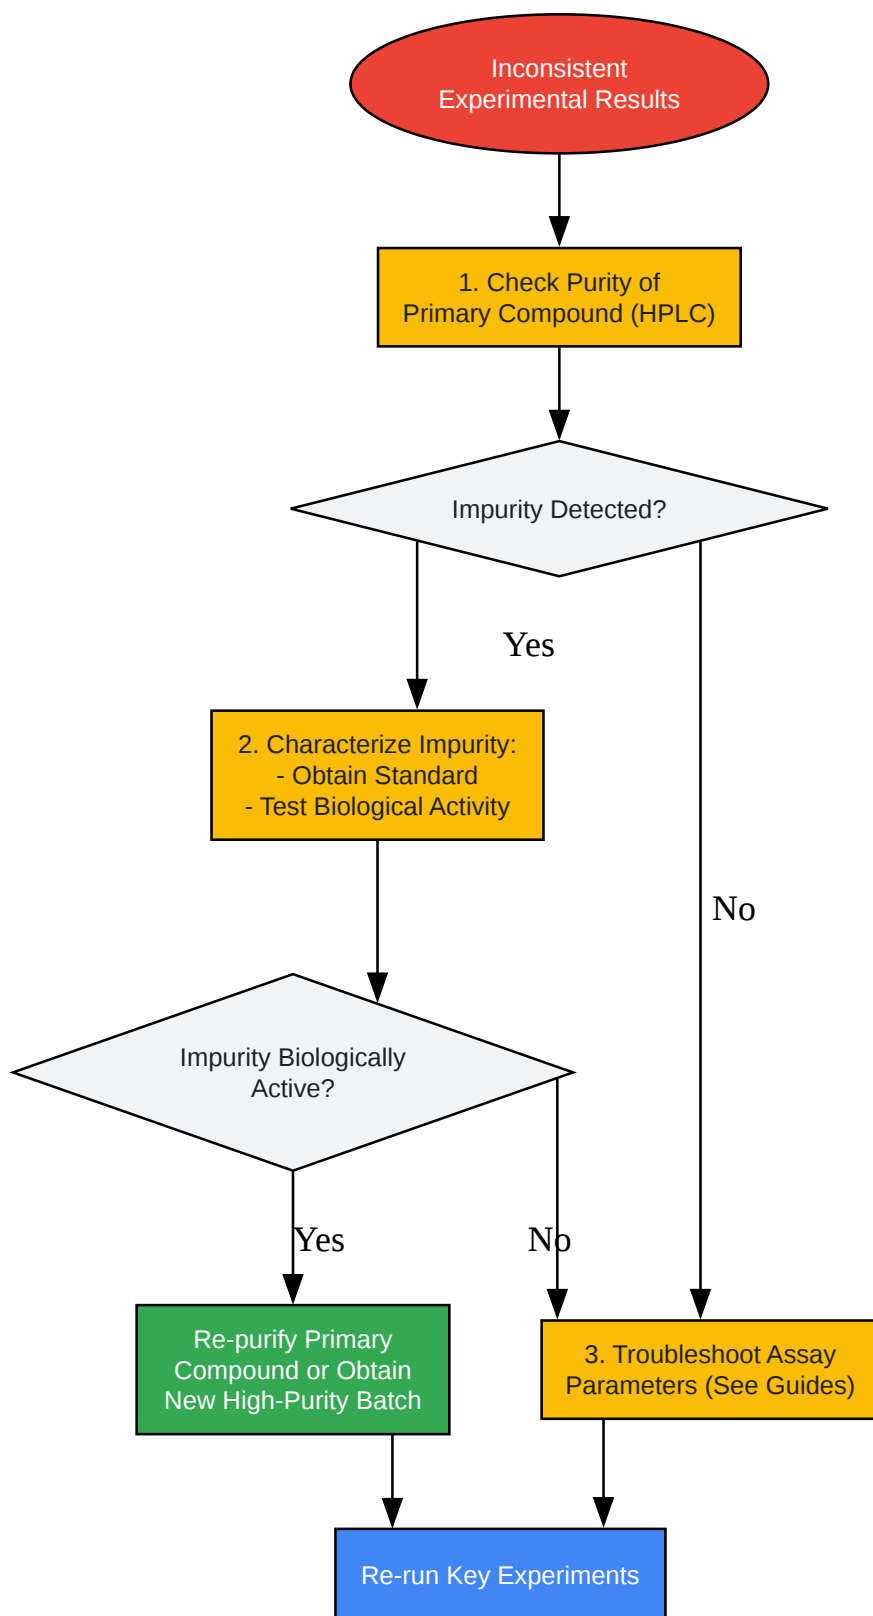 Inconsistent
Experimental Results
1. Check Purity of
Primary Compound (HPLC)
Impurity Detected?
Yes
2. Characterize Impurity:
- Obtain Standard
- Test Biological Activity
No
Impurity Biologically
Active?
Yes
No
Re-purify Primary
Compound or Obtain
New High-Purity Batch
3. Troubleshoot Assay
Parameters (See Guides)
Re-run Key Experiments